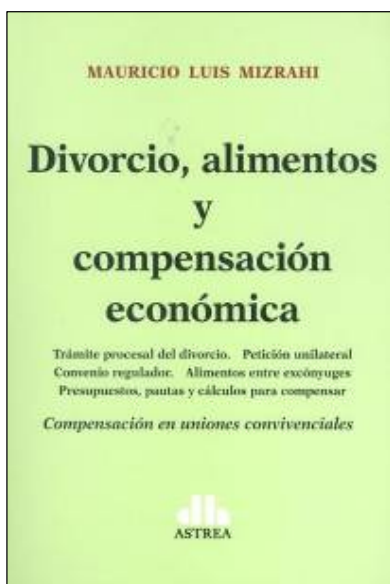 MAURICIO LUIS MIZRAHI
Divorcio, alimentos
y
compensación
económica
Trámite procesal del divorcio. Petición unilateral
Convenio regulador. Alimentos entre excónyuges
Presupuestos, pautas y cálculos para compensar
Compensación en uniones convivenciales
ASTREA